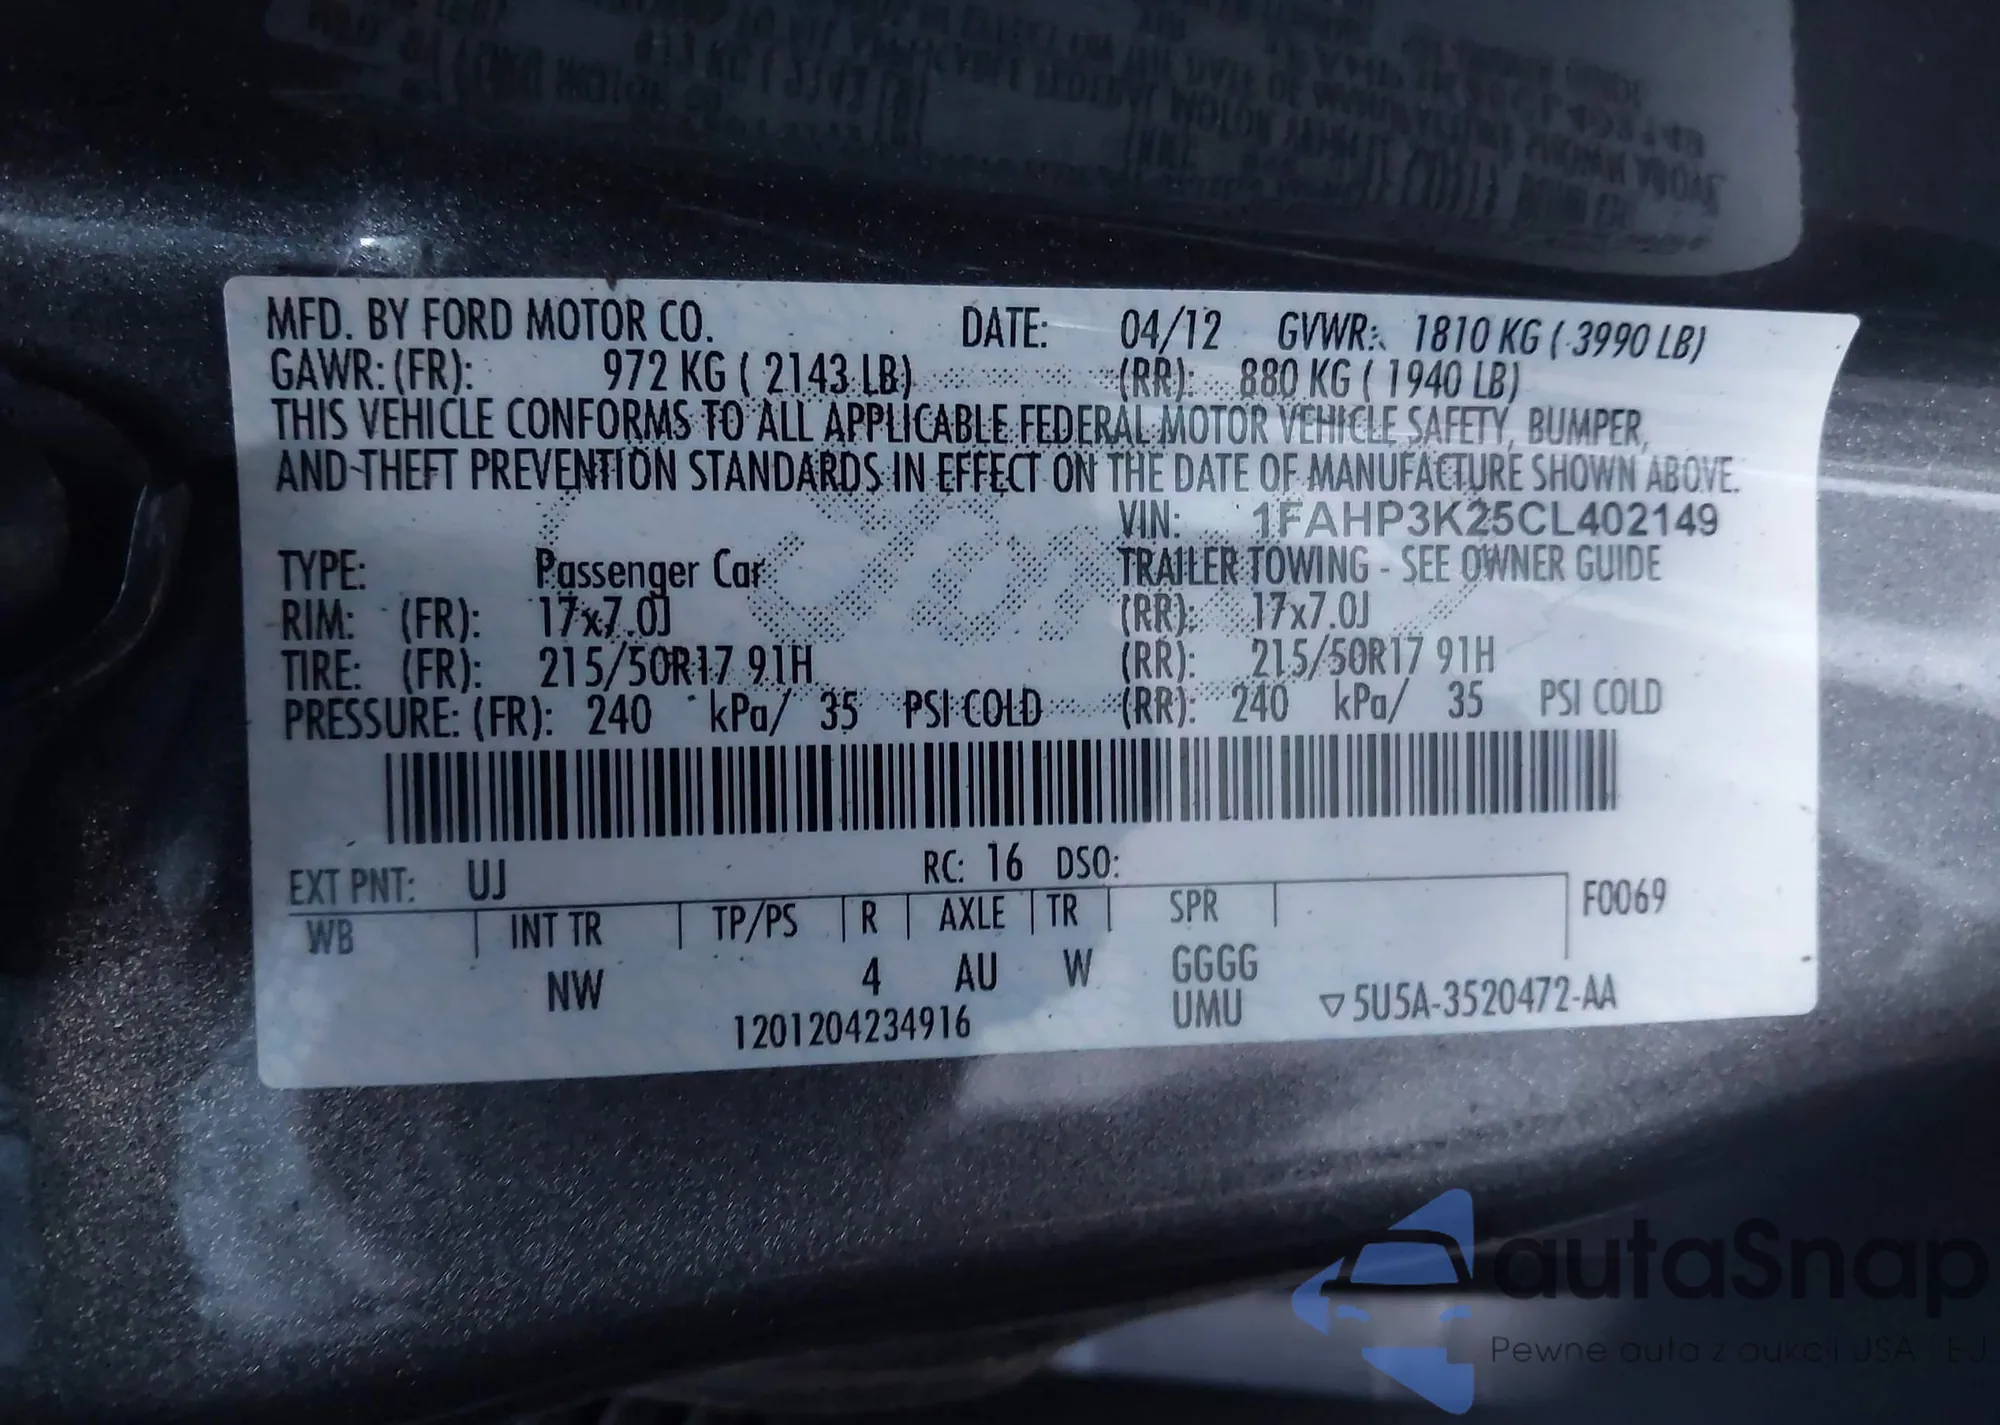 MFD. BY FORD MOTOR CO. DATE: 04/12 GVWR: 1810 KG ( 3990 LB)
GAWR: (FR): 972 KG ( 2143 LB) (RR): 880 KG ( 1940 LB)
THIS VEHICLE CONFORMS TO ALL APPLICABLE FEDERAL MOTOR VEHICLE SAFETY, BUMPER,
AND THEFT PREVENTION STANDARDS IN EFFECT ON THE DATE OF MANUFACTURE SHOWN ABOVE.
VIN: 1FAHP3K25CL402149
TYPE: Passenger Car TRAILER TOWING - SEE OWNER GUIDE
RIM: (FR): 17x7.0J (RR): 17x7.0J
TIRE: (FR): 215/50R17 91H (RR): 215/50R17 91H
PRESSURE: (FR): 240 kPa/ 35 PSI COLD (RR): 240 kPa/ 35 PSI COLD
EXT PNT: UJ RC: 16 DSO:
WB INT TR TP/PS R AXLE TR SPR F0069
NW 4 AU W GGGG
1201204234916 UMU ▽5U5A-3520472-AA
autaSnap
Pewne auta z aukcji USA i EU